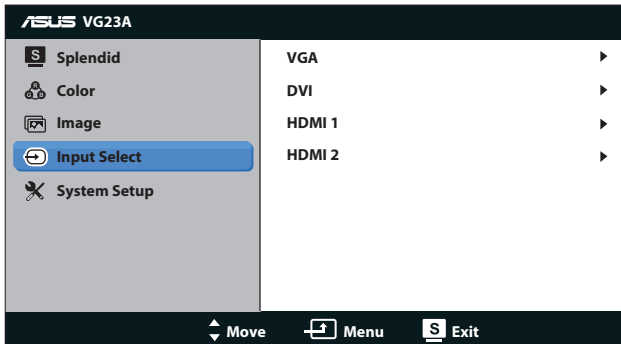 ASUS VG23A
S Splendid
Color
Image
Input Select
System Setup
VGA
DVI
HDMI 1
HDMI 2
Move Menu S Exit